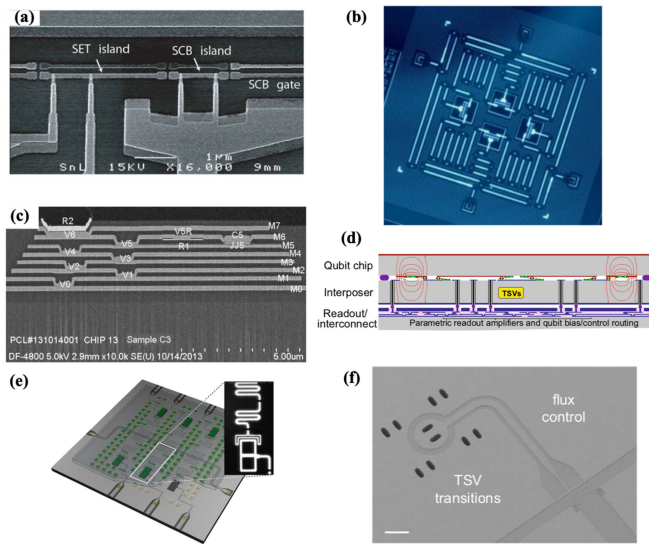 (a)
SET island
SCB island
SCB gate
1μm
SnL 15KV X16,000 9mm
(b)
(c)
R2
V6
V5R
C5
M7
V5
R1
JJ5
M6
V4
V3
M5
M4
V2
V1
M3
M2
V0
M1
M0
PCL#131014001 CHIP 13 Sample C3
DF-4800 5.0kV 2.9mm x10.0k SE(U) 10/14/2013
5.00um
(d)
Qubit chip
Interposer
TSVs
Readout/
interconnect
Parametric readout amplifiers and qubit bias/control routing
(e)
(f)
flux
control
TSV
transitions